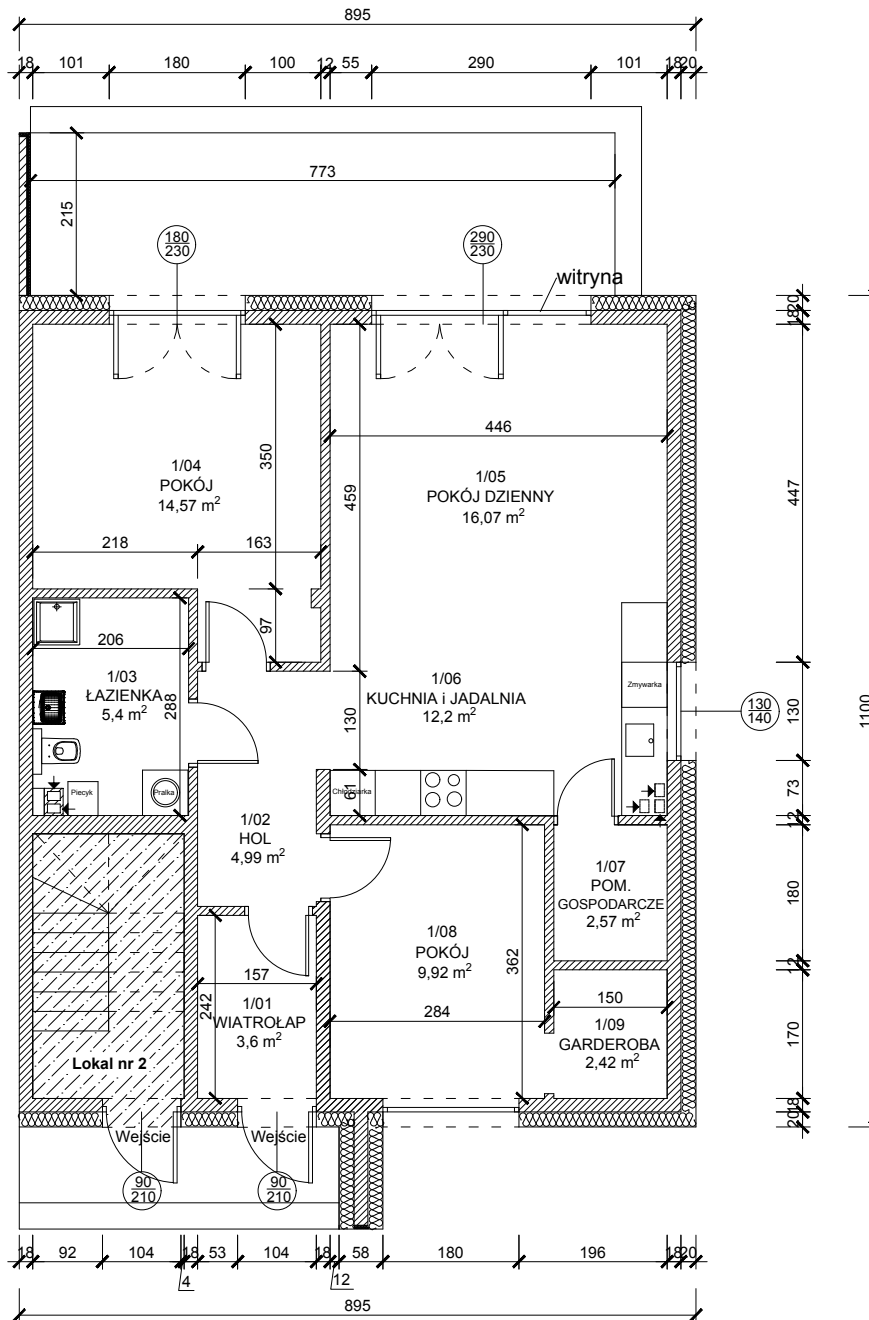 895
18 101 180 100 12 55 290 101 18 20
773
215
180
230
290
230
witryna
20
18
446
1/04
POKÓJ
14,57 m²
350
459
1/05
POKÓJ DZIENNY
16,07 m²
447
218 163
97
206
1/03
ŁAZIENKA
5,4 m²
288
1/06
KUCHNIA i JADALNIA
12,2 m²
Zmywarka
130
130
140
130
1100
Piecyk
Pralka
Chłodziarka
61
73
12
1/02
HOL
4,99 m²
1/07
POM.
GOSPODARCZE
2,57 m²
180
1/08
POKÓJ
9,92 m²
362
12
157
242
1/01
WIATROŁAP
3,6 m²
284
150
1/09
GARDEROBA
2,42 m²
170
Lokal nr 2
18
20
Wejście
Wejście
90
210
90
210
18 92 104 18 53 104 18 58 180 196 18 20
4
12
895